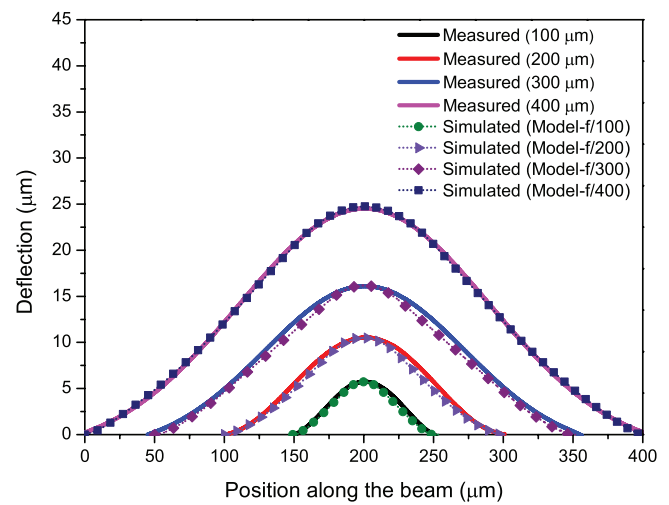 45
40
35
30
25
20
15
10
5
0
Deflection (μm)
Measured (100 μm)
Measured (200 μm)
Measured (300 μm)
Measured (400 μm)
Simulated (Model-f/100)
Simulated (Model-f/200)
Simulated (Model-f/300)
Simulated (Model-f/400)
0 50 100 150 200 250 300 350 400
Position along the beam (μm)